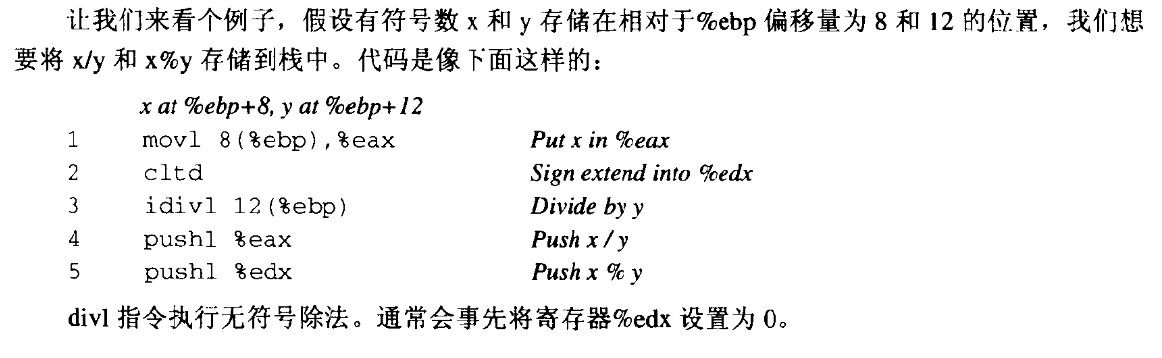 让我们来看个例子，假设有符号数 x 和 y 存储在相对于%ebp 偏移量为 8 和 12 的位置，我们想
要将 x/y 和 x%y 存储到栈中。代码是像下面这样的：
x at %ebp+8, y at %ebp+12
1 movl 8(%ebp),%eax Put x in %eax
2 cltd Sign extend into %edx
3 idivl 12(%ebp) Divide by y
4 pushl %eax Push x / y
5 pushl %edx Push x % y
divl 指令执行无符号除法。通常会事先将寄存器%edx 设置为 0。